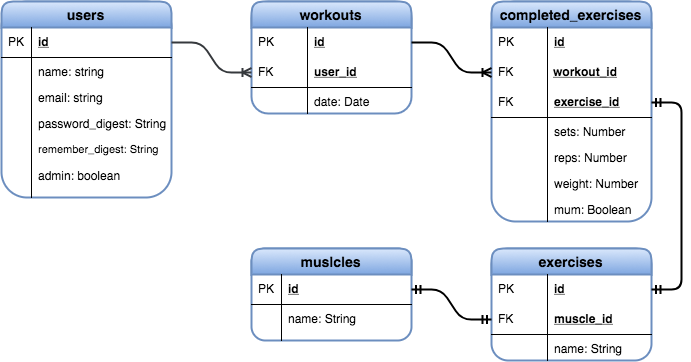 users
PK id
name: string
email: string
password_digest: String
remember_digest: String
admin: boolean
workouts
PK id
FK user_id
date: Date
completed_exercises
PK id
FK workout_id
FK exercise_id
sets: Number
reps: Number
weight: Number
mum: Boolean
muslcles
PK id
name: String
exercises
PK id
FK muscle_id
name: String